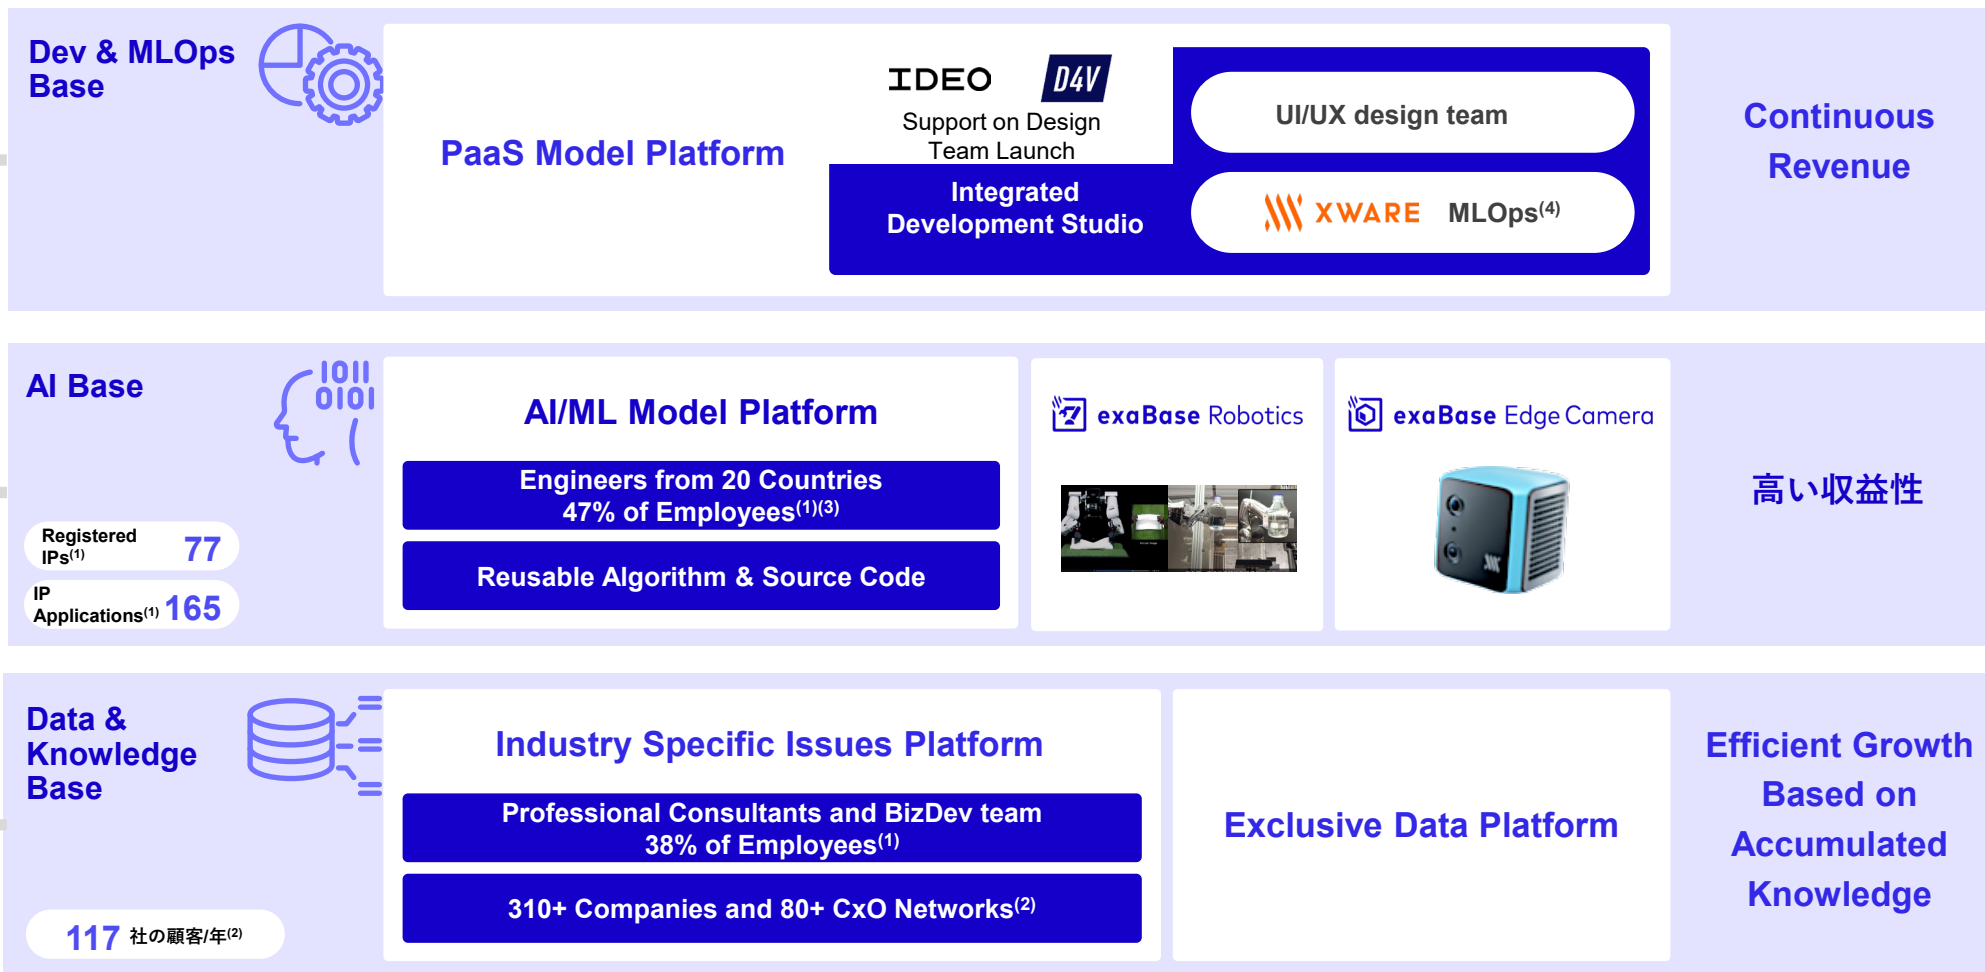 Dev & MLOps
Base
PaaS Model Platform
IDEO
D4V
Support on Design
Team Launch
Integrated
Development Studio
UI/UX design team
XWARE MLOps(4)
Continuous
Revenue
AI Base
1011
0101
Registered
IPs(1)
77
IP
Applications(1)
165
AI/ML Model Platform
Engineers from 20 Countries
47% of Employees(1)(3)
Reusable Algorithm & Source Code
exaBase Robotics
exaBase Edge Camera
高い収益性
Data &
Knowledge
Base
117 社の顧客/年(2)
Industry Specific Issues Platform
Professional Consultants and BizDev team
38% of Employees(1)
310+ Companies and 80+ CxO Networks(2)
Exclusive Data Platform
Efficient Growth
Based on
Accumulated
Knowledge